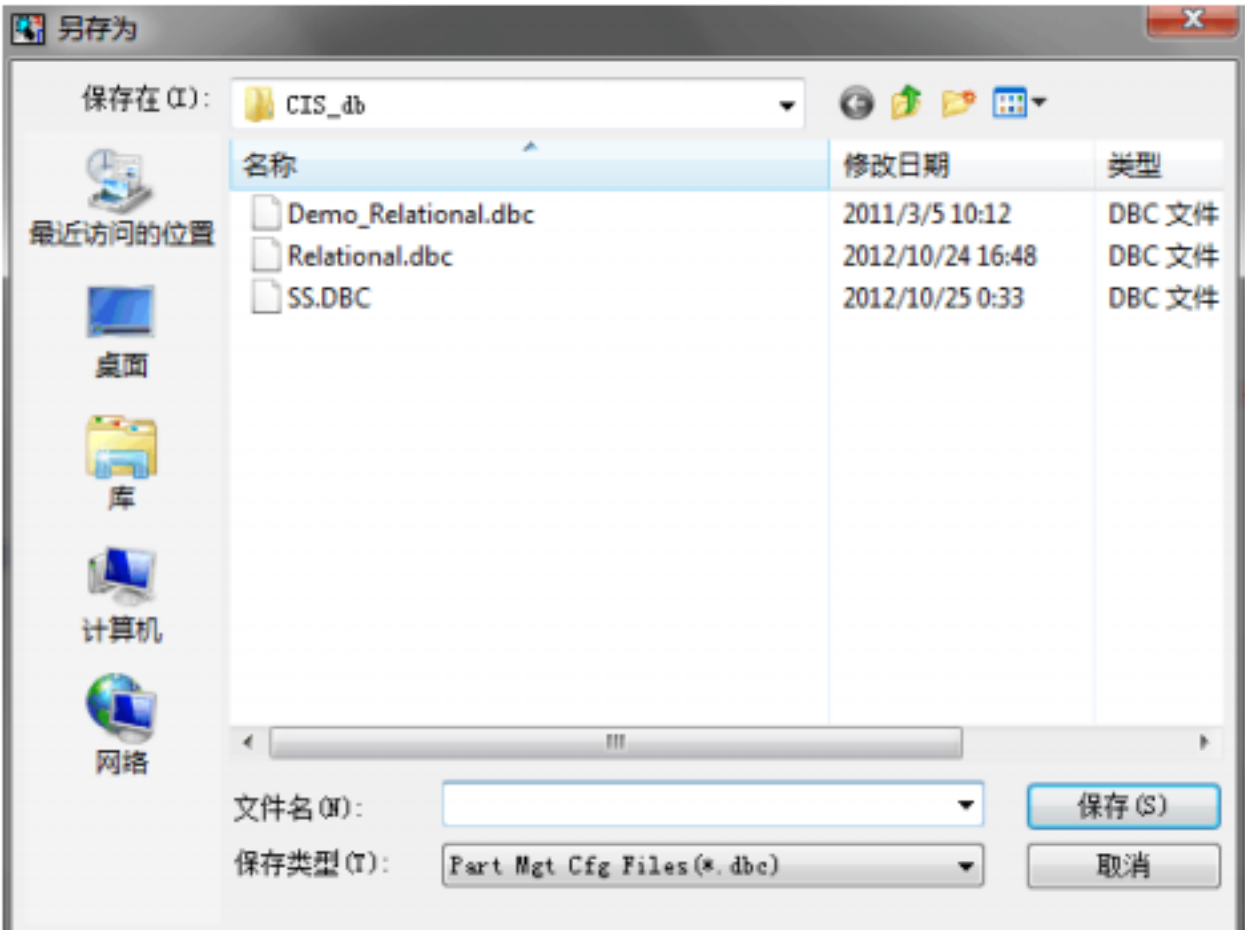 另存为
保存在(I):
CIS_db
名称 修改日期 类型
Demo_Relational.dbc 2011/3/5 10:12 DBC 文件
Relational.dbc 2012/10/24 16:48 DBC 文件
SS.DBC 2012/10/25 0:33 DBC 文件
最近访问的位置
桌面
库
计算机
网络
文件名(N):
保存(S)
保存类型(T): Part Mgt Cfg Files(*.dbc)
取消